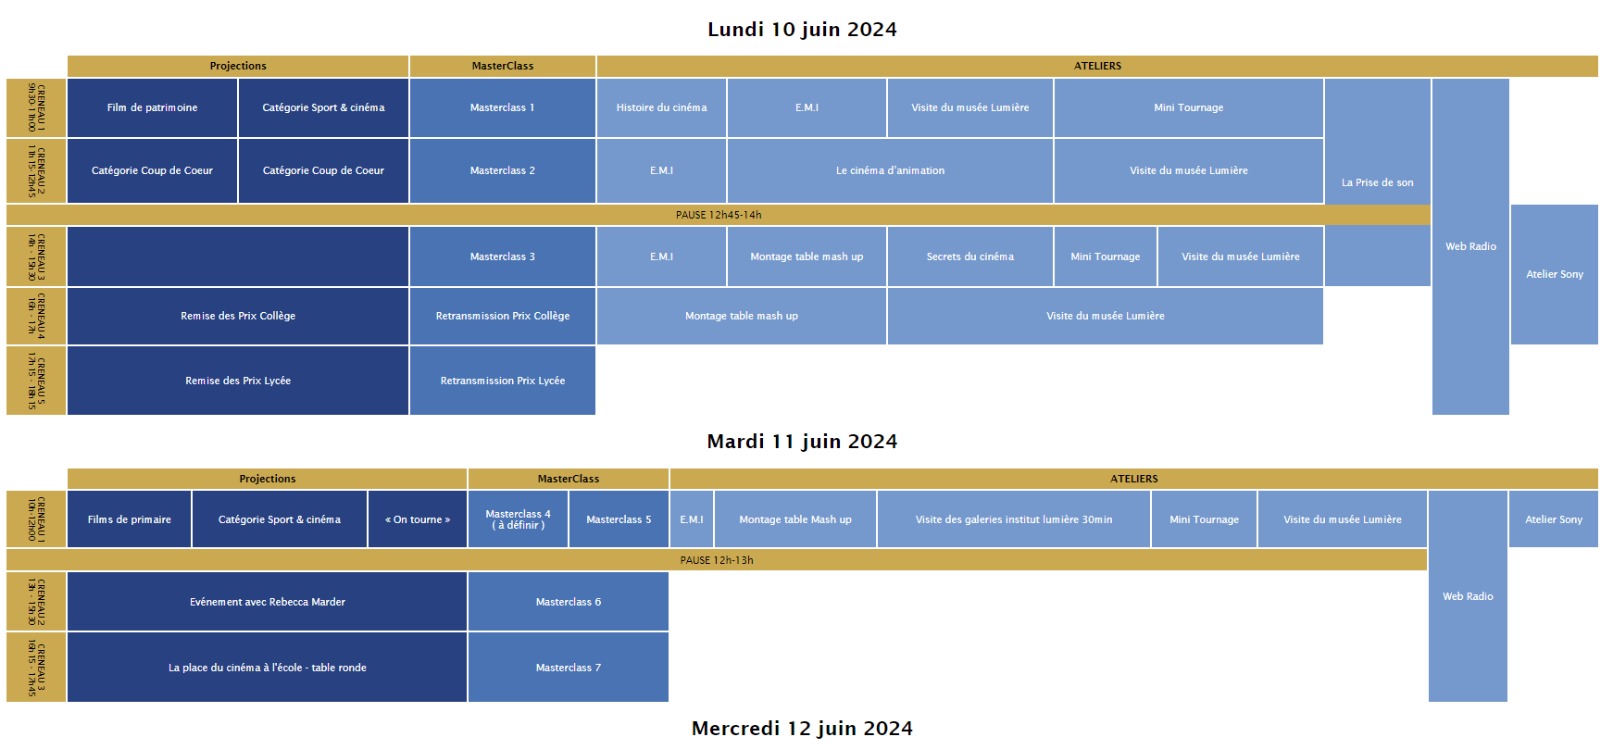 Lundi 10 juin 2024
Projections
MasterClass
ATELIERS
CRENEAU 1
9h30-11h00
Film de patrimoine
Catégorie Sport & cinéma
Masterclass 1
Histoire du cinéma
E.M.I
Visite du musée Lumière
Mini Tournage
CRENEAU 2
11h15-12h45
Catégorie Coup de Coeur
Catégorie Coup de Coeur
Masterclass 2
E.M.I
Le cinéma d'animation
Visite du musée Lumière
La Prise de son
PAUSE 12h45-14h
Web Radio
Atelier Sony
CRENEAU 3
14h - 15h30
Masterclass 3
E.M.I
Montage table mash up
Secrets du cinéma
Mini Tournage
Visite du musée Lumière
CRENEAU 4
16h - 17h
Remise des Prix Collège
Retransmission Prix Collège
Montage table mash up
Visite du musée Lumière
CRENEAU 5
17h15 - 18h15
Remise des Prix Lycée
Retransmission Prix Lycée
Mardi 11 juin 2024
Projections
MasterClass
ATELIERS
CRENEAU 1
10h-12h00
Films de primaire
Catégorie Sport & cinéma
« On tourne »
Masterclass 4
( à définir )
Masterclass 5
E.M.I
Montage table Mash up
Visite des galeries institut lumière 30min
Mini Tournage
Visite du musée Lumière
Atelier Sony
PAUSE 12h-13h
Web Radio
CRENEAU 2
13h - 15h30
Evénement avec Rebecca Marder
Masterclass 6
CRENEAU 3
16h15 - 17h45
La place du cinéma à l'école - table ronde
Masterclass 7
Mercredi 12 juin 2024